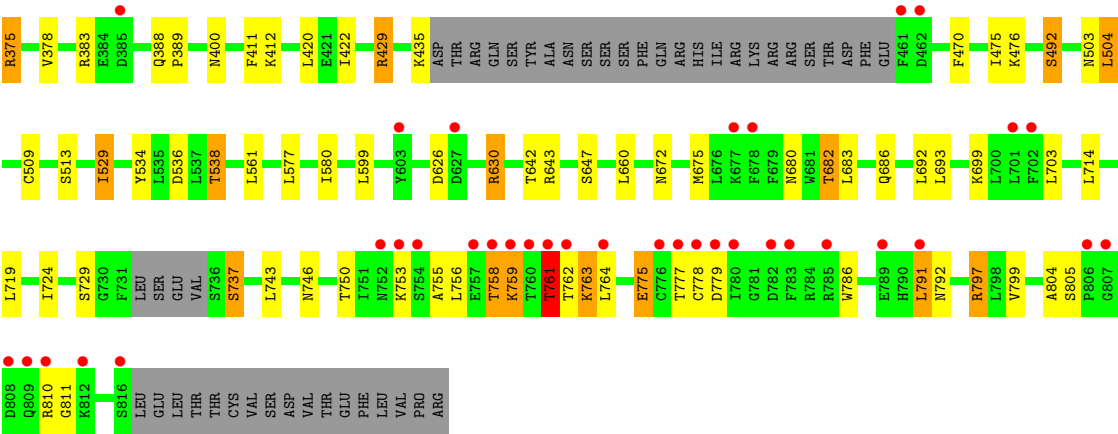 R375 V378 R383 E384 D385 Q388 P389 N400 F411 K412 L420 E421 I422 R429 K435 ASP THR ARG GLN SER TYR ALA ASN SER SER SER PHE GLN ARG HIS ILE ARG LYS ARG ARG SER THR ASP PHE GLU F461 D462 F470 I475 K476 S492 N503 L504
C509 S513 I529 Y534 L535 D536 L537 T538 L561 L577 I580 L599 Y603 D626 D627 R630 T642 R643 S647 L660 N672 M675 L676 K677 F678 F679 N680 W681 T682 L683 Q686 L692 L693 K699 L700 L701 F702 L703 L714
L719 I724 S729 G730 F731 LEU SER GLU VAL S736 S737 L743 N746 T750 I751 N752 K753 S754 A755 L756 E757 T758 K759 T760 T761 T762 K763 L764 E775 C776 T777 C778 D779 I780 G781 D782 F783 R784 R785 W786 E789 H790 L791 N792 R797 L798 V799 A804 S805 P806 G807
D808 Q809 R810 G811 K812 S816 LEU GLU LEU THR THR CYS VAL SER ASP VAL THR GLU PHE LEU VAL PRO ARG